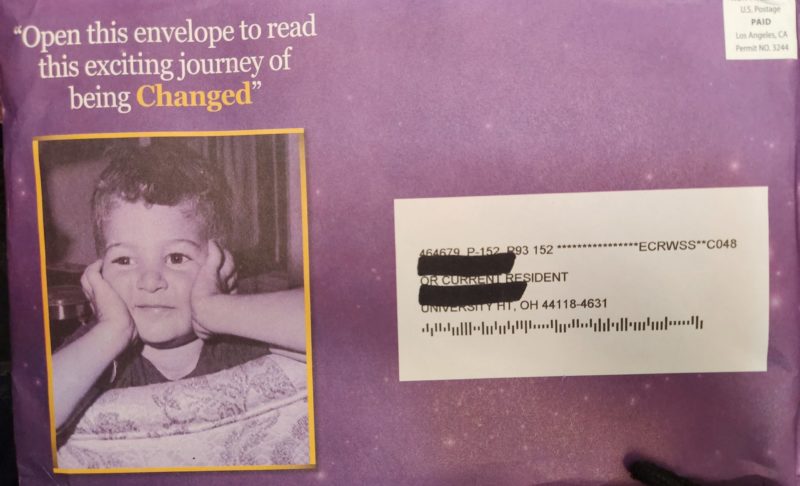 “Open this envelope to read
this exciting journey of
being Changed”
U.S. Postage
PAID
Los Angeles, CA
Permit NO. 3244
464679 P-152 R93 152 *****************ECRWSS**C048
OR CURRENT RESIDENT
UNIVERSITY HT, OH 44118-4631